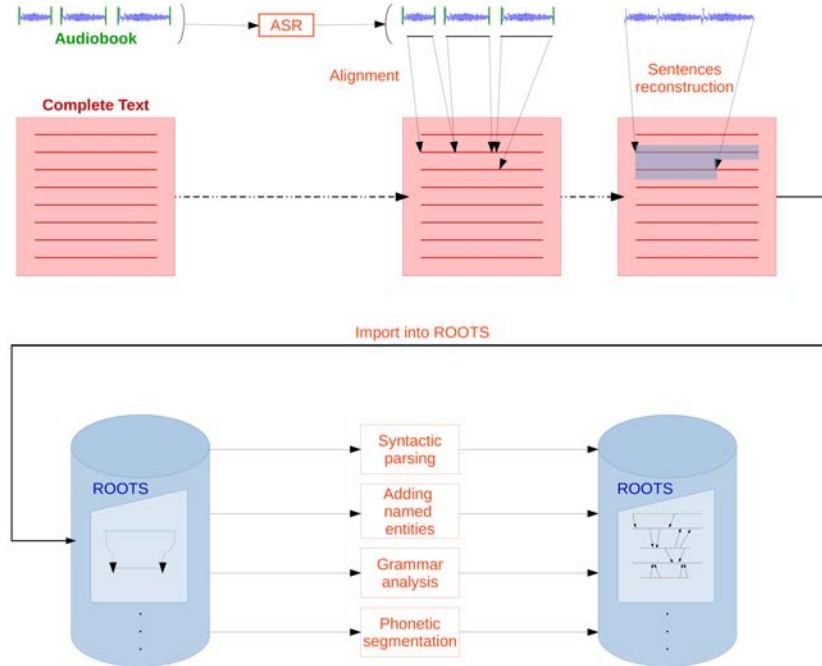 Audiobook
ASR
Alignment
Sentences
reconstruction
Complete Text
Import into ROOTS
ROOTS
Syntactic
parsing
Adding
named
entities
Grammar
analysis
Phonetic
segmentation
ROOTS